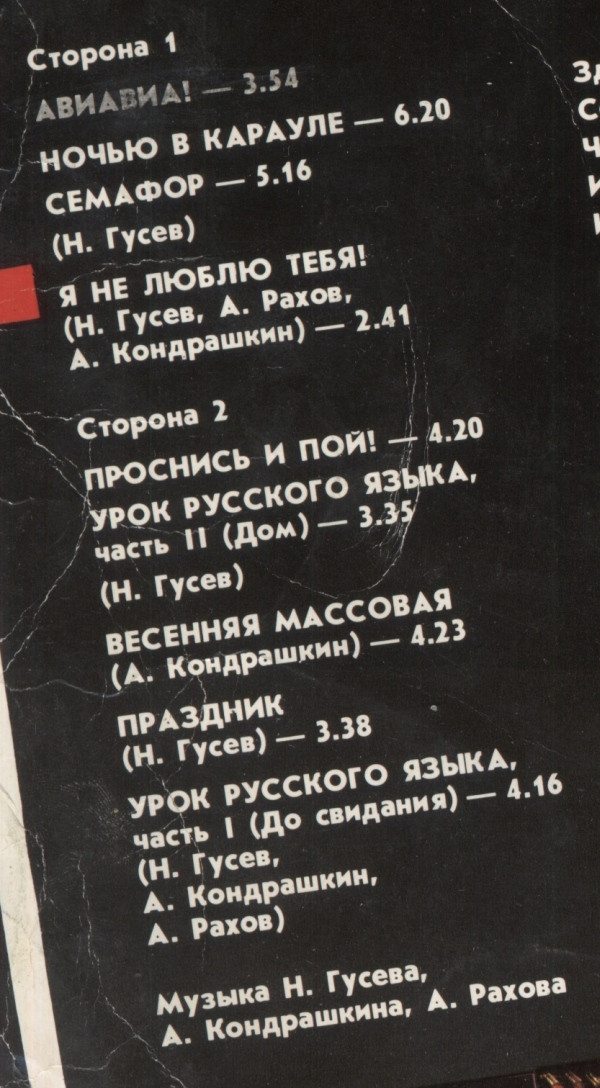 Сторона 1
АВИАВИА! — 3.54
НОЧЬЮ В КАРАУЛЕ — 6.20
СЕМАФОР — 5.16
(Н. Гусев)
Я НЕ ЛЮБЛЮ ТЕБЯ!
(Н. Гусев, А. Рахов,
А. Кондрашкин) — 2.41
Сторона 2
ПРОСНИСЬ И ПОЙ! — 4.20
УРОК РУССКОГО ЯЗЫКА,
часть II (Дом) — 3.35
(Н. Гусев)
ВЕСЕННЯЯ МАССОВАЯ
(А. Кондрашкин) — 4.23
ПРАЗДНИК
(Н. Гусев) — 3.38
УРОК РУССКОГО ЯЗЫКА,
часть I (До свидания) — 4.16
(Н. Гусев,
А. Кондрашкин,
А. Рахов)
Музыка Н. Гусева,
А. Кондрашкина, А. Рахова